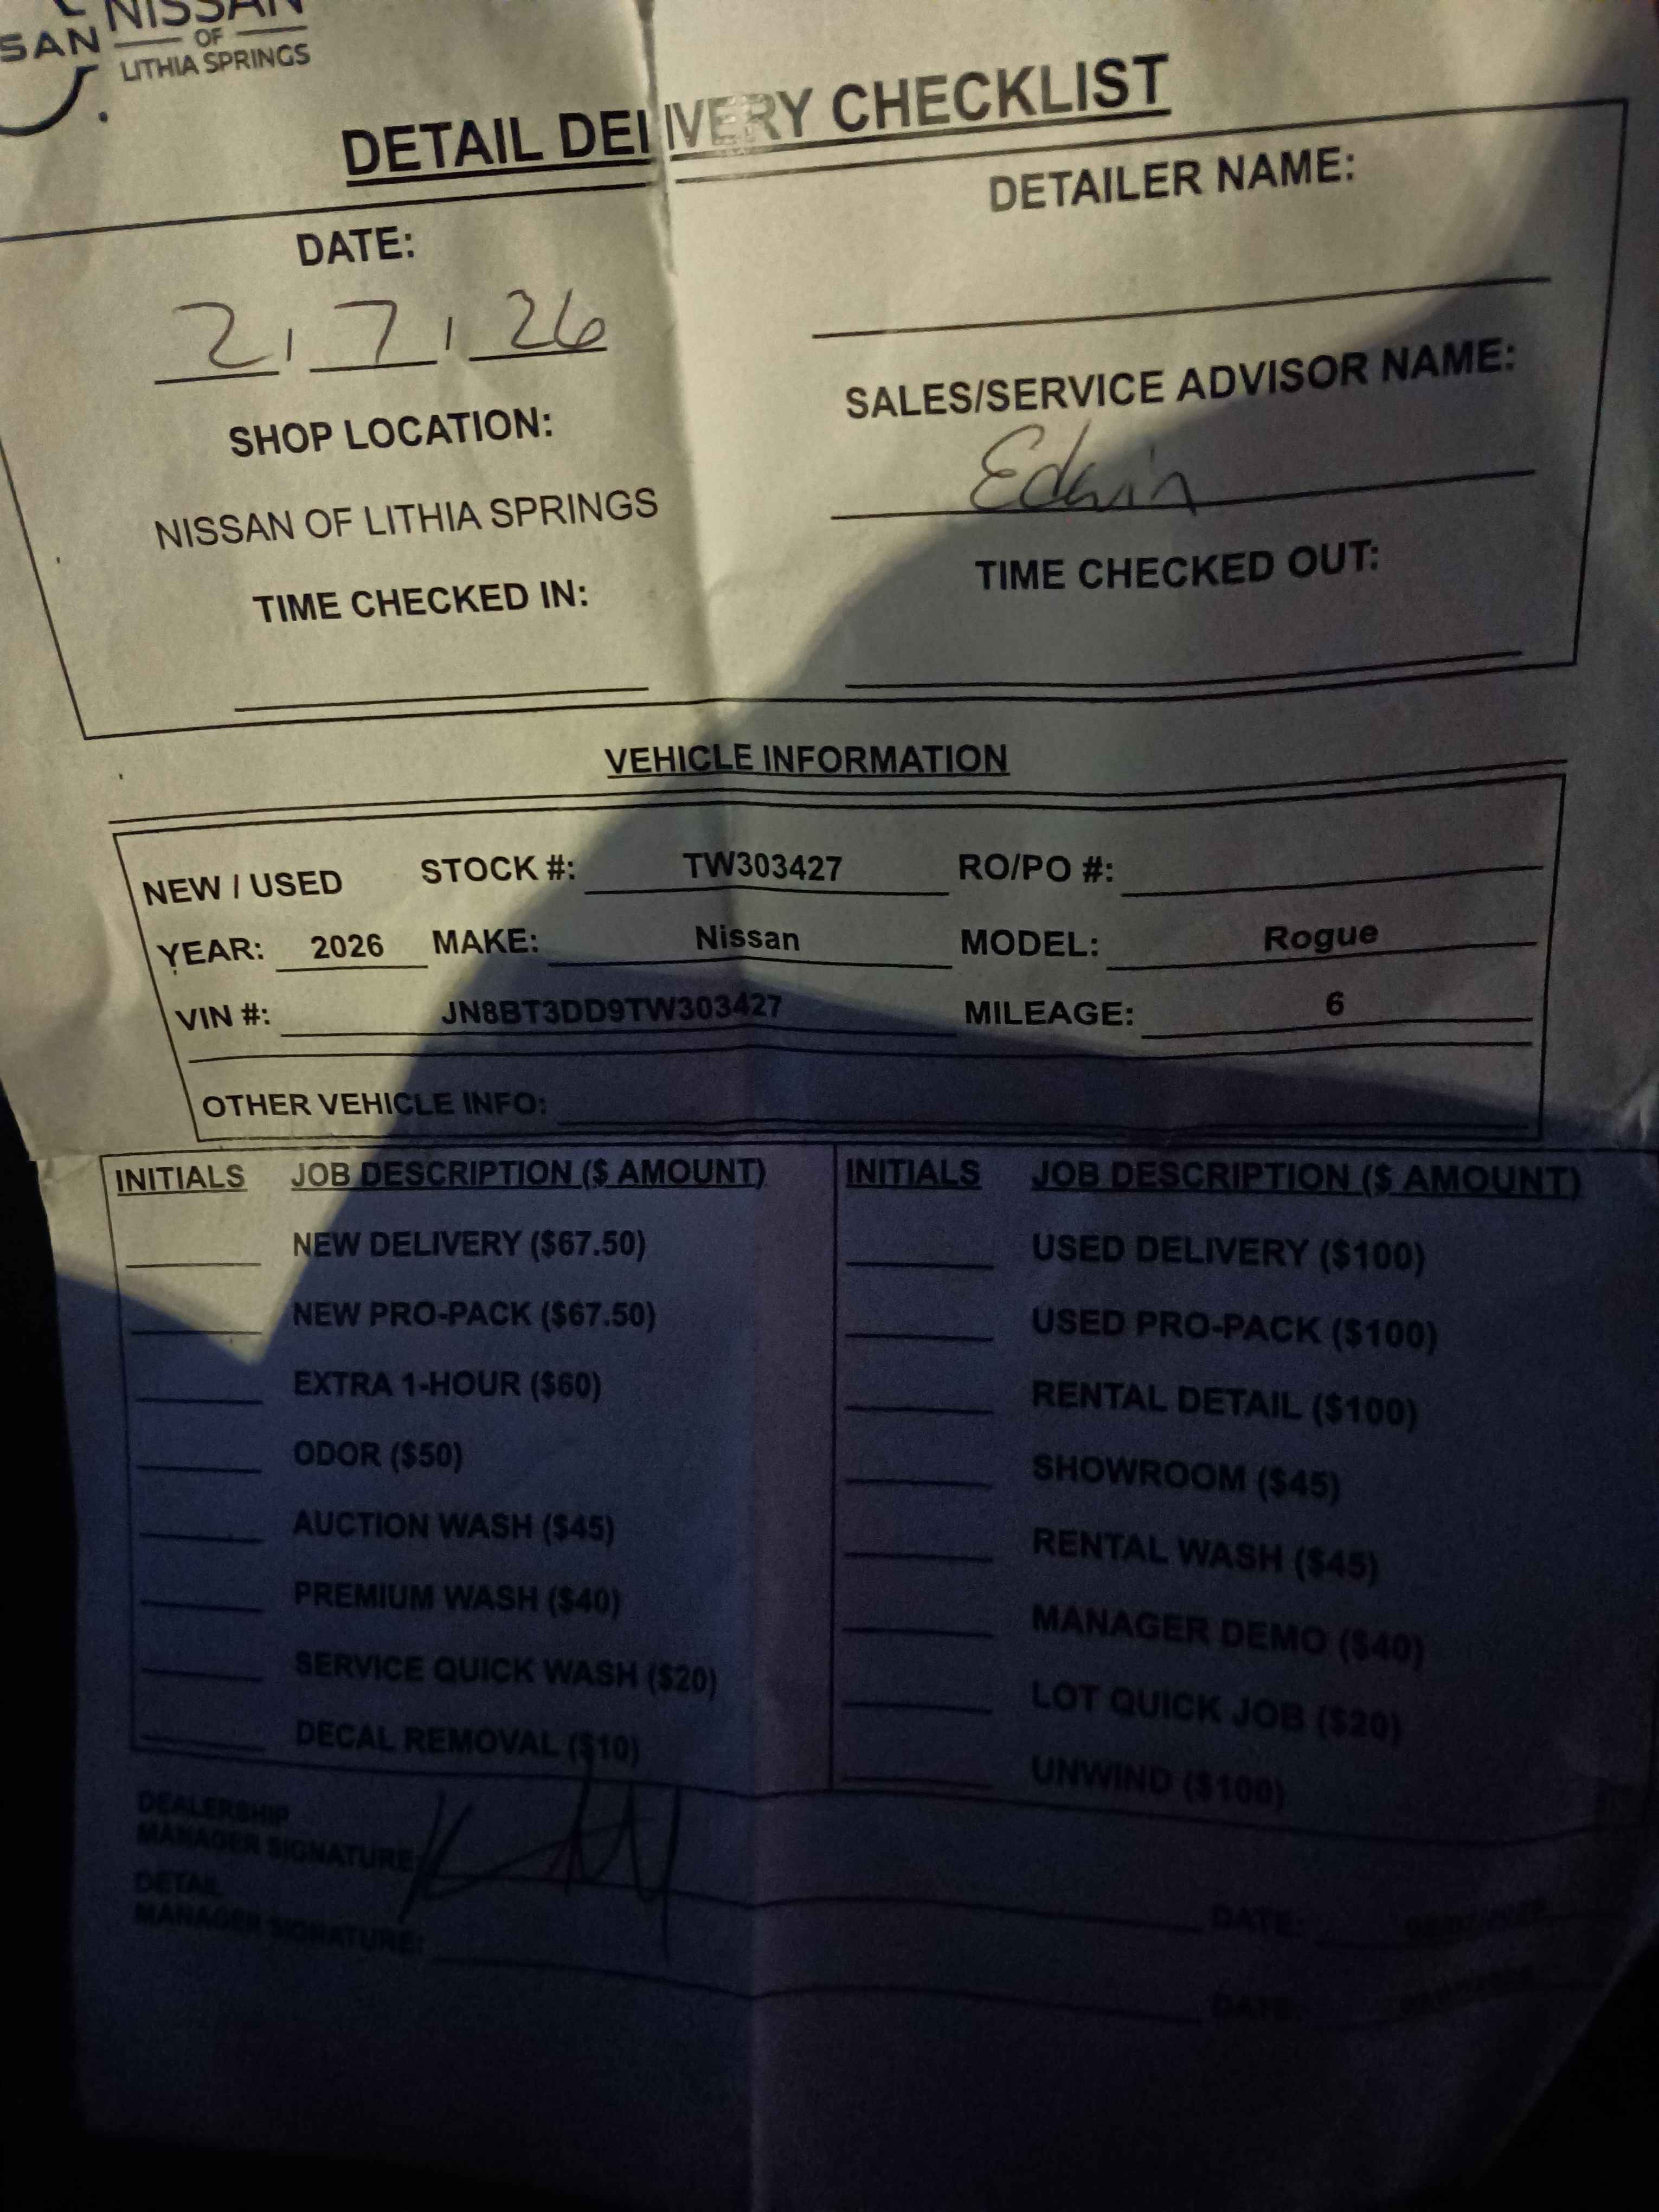 NISSAN
SAN OF
LITHIA SPRINGS
DETAIL DELIVERY CHECKLIST
DATE:
2 / 7 / 26
DETAILER NAME:
SHOP LOCATION:
NISSAN OF LITHIA SPRINGS
SALES/SERVICE ADVISOR NAME:
Edwin
TIME CHECKED IN:
TIME CHECKED OUT:
VEHICLE INFORMATION
NEW / USED STOCK #: TW303427 RO/PO #:
YEAR: 2026 MAKE: Nissan MODEL: Rogue
VIN #: JN8BT3DD9TW303427 MILEAGE: 6
OTHER VEHICLE INFO:
INITIALS JOB DESCRIPTION ($ AMOUNT) INITIALS JOB DESCRIPTION ($ AMOUNT)
NEW DELIVERY ($67.50) USED DELIVERY ($100)
NEW PRO-PACK ($67.50) USED PRO-PACK ($100)
EXTRA 1-HOUR ($60) RENTAL DETAIL ($100)
ODOR ($50) SHOWROOM ($45)
AUCTION WASH ($45) RENTAL WASH ($45)
PREMIUM WASH ($40) MANAGER DEMO ($40)
SERVICE QUICK WASH ($20) LOT QUICK JOB ($20)
DECAL REMOVAL ($10) UNWIND ($100)
DEALERSHIP
MANAGER SIGNATURE: DATE:
DETAIL
MANAGER SIGNATURE: DATE: